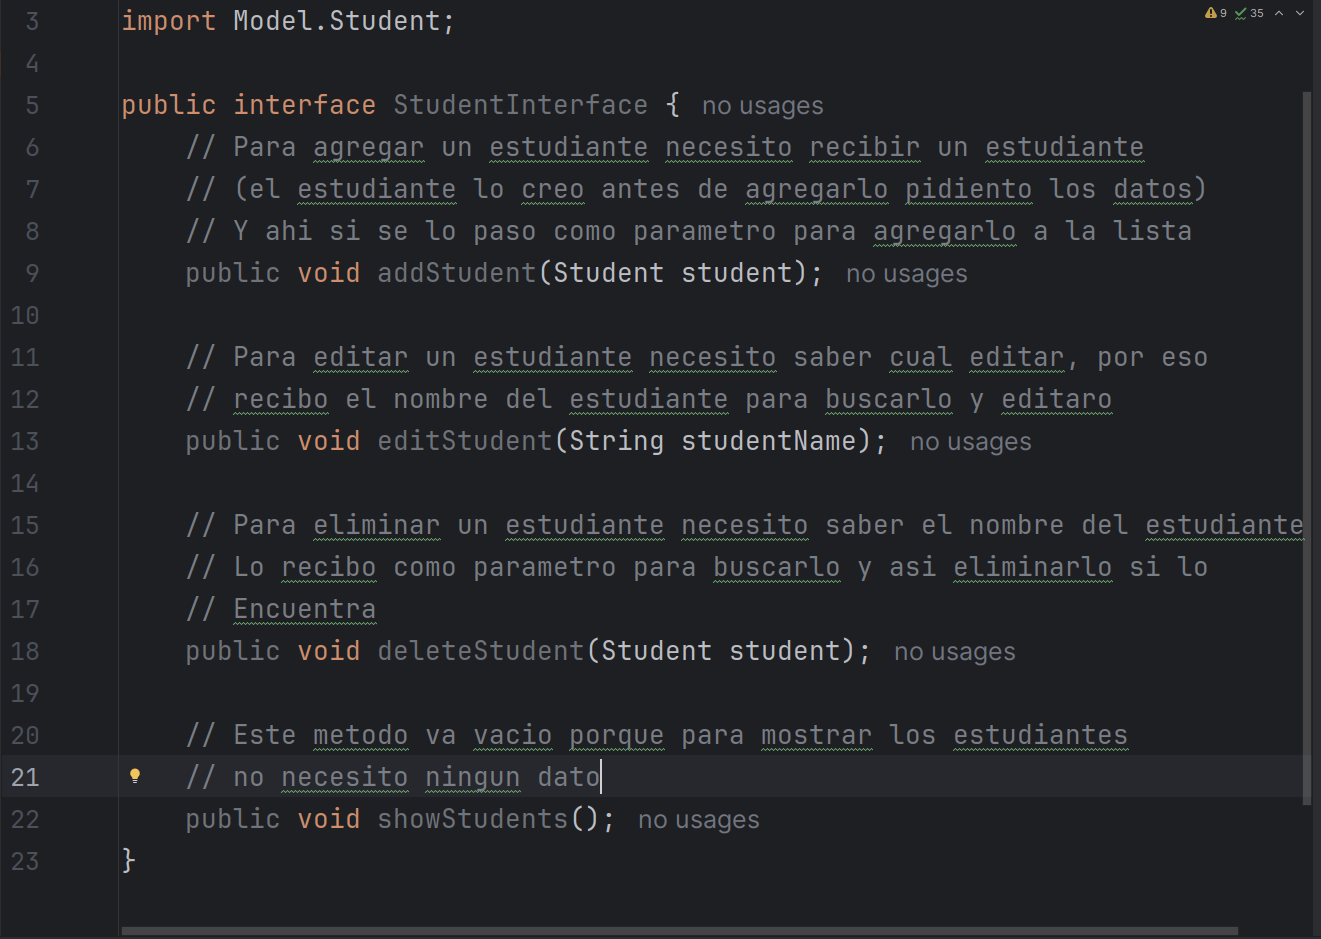 9 35
3 import Model.Student;
4
5 public interface StudentInterface { no usages
6 // Para agregar un estudiante necesito recibir un estudiante
7 // (el estudiante lo creo antes de agregarlo pidiento los datos)
8 // Y ahi si se lo paso como parametro para agregarlo a la lista
9 public void addStudent(Student student); no usages
10
11 // Para editar un estudiante necesito saber cual editar, por eso
12 // recibo el nombre del estudiante para buscarlo y editaro
13 public void editStudent(String studentName); no usages
14
15 // Para eliminar un estudiante necesito saber el nombre del estudiante
16 // Lo recibo como parametro para buscarlo y asi eliminarlo si lo
17 // Encuentra
18 public void deleteStudent(Student student); no usages
19
20 // Este metodo va vacio porque para mostrar los estudiantes
21 // no necesito ningun dato
22 public void showStudents(); no usages
23 }